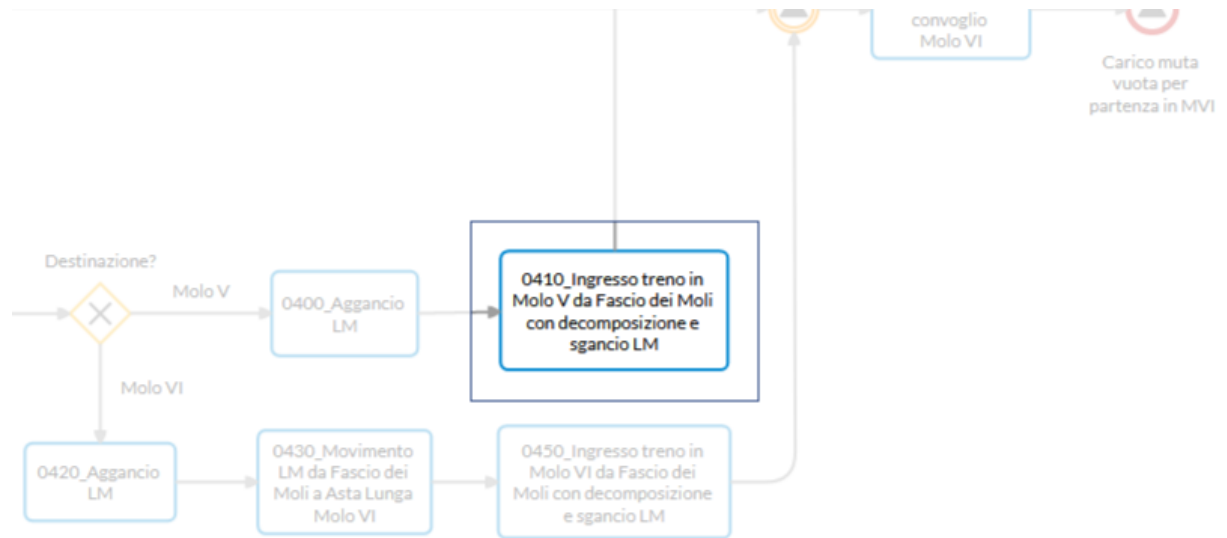 convoglio
Molo VI
Carico muta
vuota per
partenza in MVI
Destinazione?
Molo V
0400_Aggancio
LM
0410_Ingresso treno in
Molo V da Fascio dei Moli
con decomposizione e
sgancio LM
Molo VI
0420_Aggancio
LM
0430_Movimento
LM da Fascio dei
Moli a Asta Lunga
Molo VI
0450_Ingresso treno in
Molo VI da Fascio dei
Moli con decomposizione
e sgancio LM